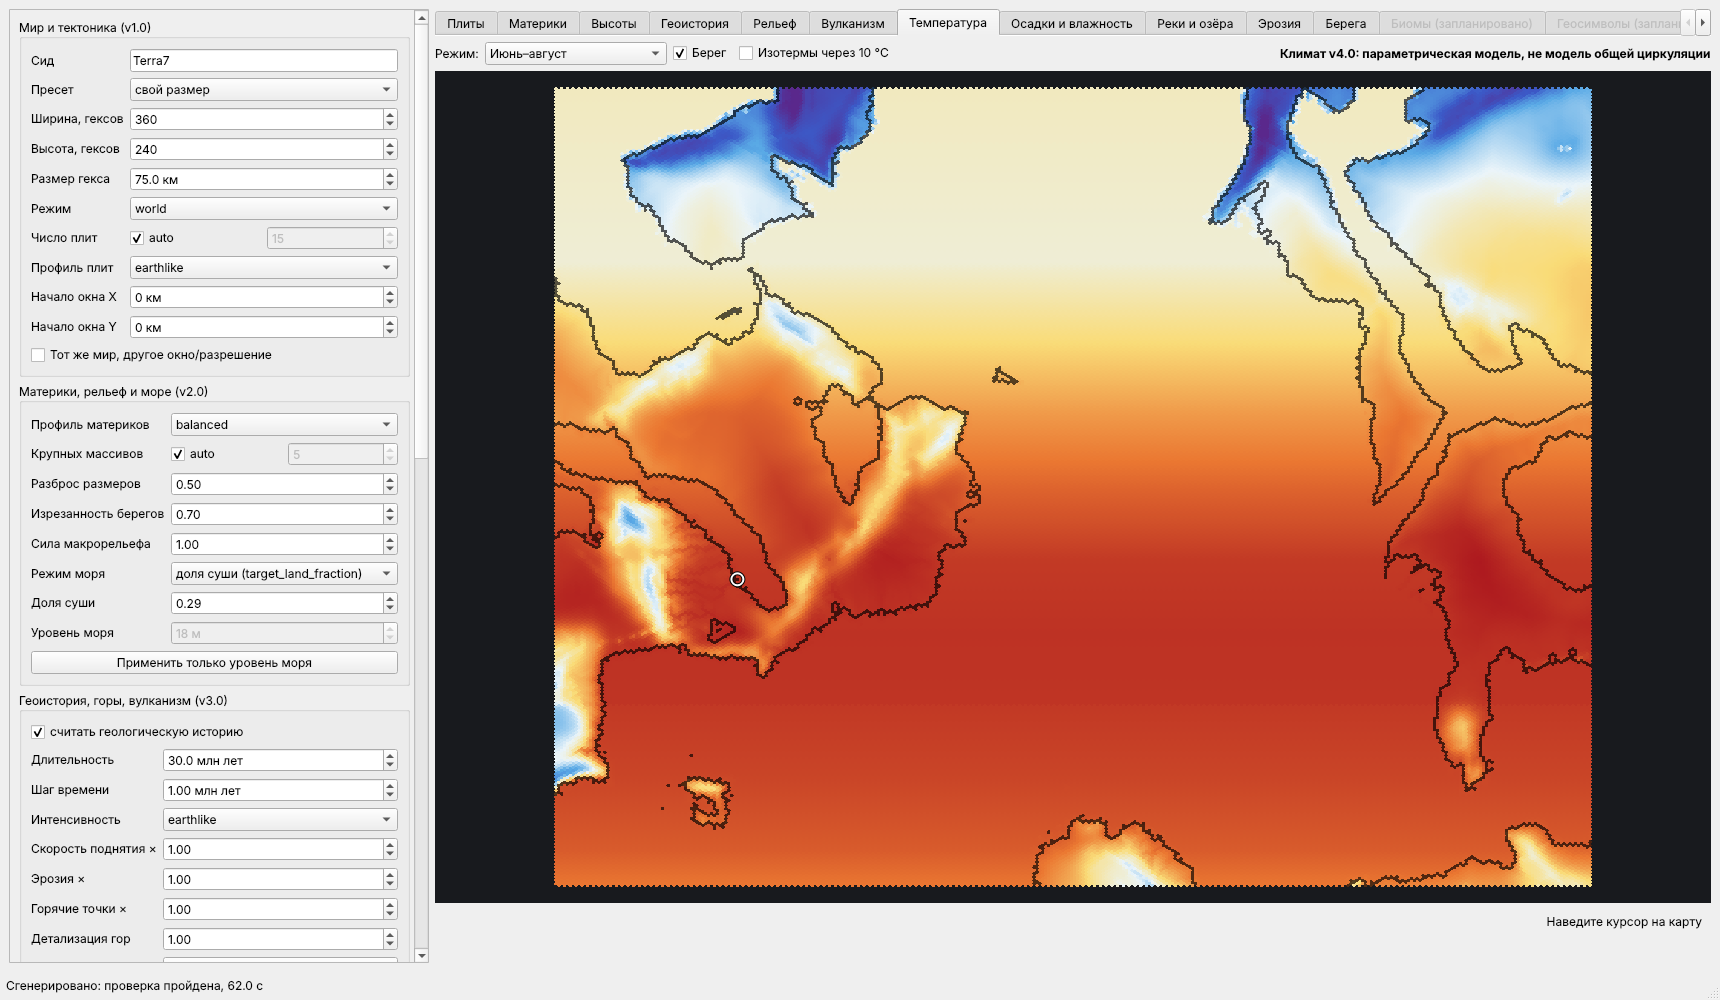 Мир и тектоника (v1.0)
Сид Terra7
Пресет свой размер
Ширина, гексов 360
Высота, гексов 240
Размер гекса 75.0 км
Режим world
Число плит auto 15
Профиль плит earthlike
Начало окна X 0 км
Начало окна Y 0 км
Тот же мир, другое окно/разрешение
Материки, рельеф и море (v2.0)
Профиль материков balanced
Крупных массивов auto 5
Разброс размеров 0.50
Изрезанность берегов 0.70
Сила макрорельефа 1.00
Режим моря доля суши (target_land_fraction)
Доля суши 0.29
Уровень моря 18 м
Применить только уровень моря
Геоистория, горы, вулканизм (v3.0)
считать геологическую историю
Длительность 30.0 млн лет
Шаг времени 1.00 млн лет
Интенсивность earthlike
Скорость поднятия × 1.00
Эрозия × 1.00
Горячие точки × 1.00
Детализация гор 1.00
Плиты Материки Высоты Геоистория Рельеф Вулканизм Температура Осадки и влажность Реки и озёра Эрозия Берега Биомы (запланировано) Геосимволы (заплан
Режим: Июнь–август Берег Изотермы через 10 °C Климат v4.0: параметрическая модель, не модель общей циркуляции
Наведите курсор на карту
Сгенерировано: проверка пройдена, 62.0 с